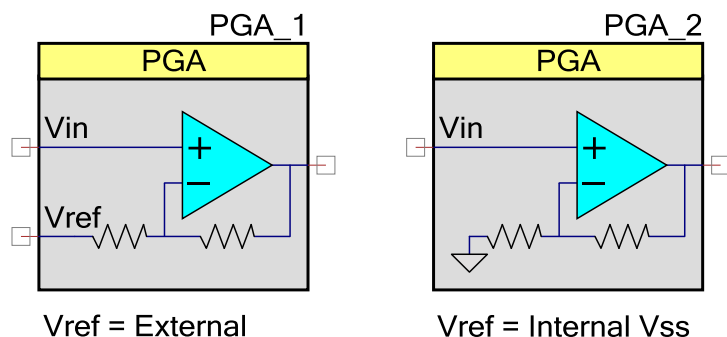 PGA_1
PGA
Vin
+
−
Vref
Vref = External
PGA_2
PGA
Vin
+
−
Vref = Internal Vss